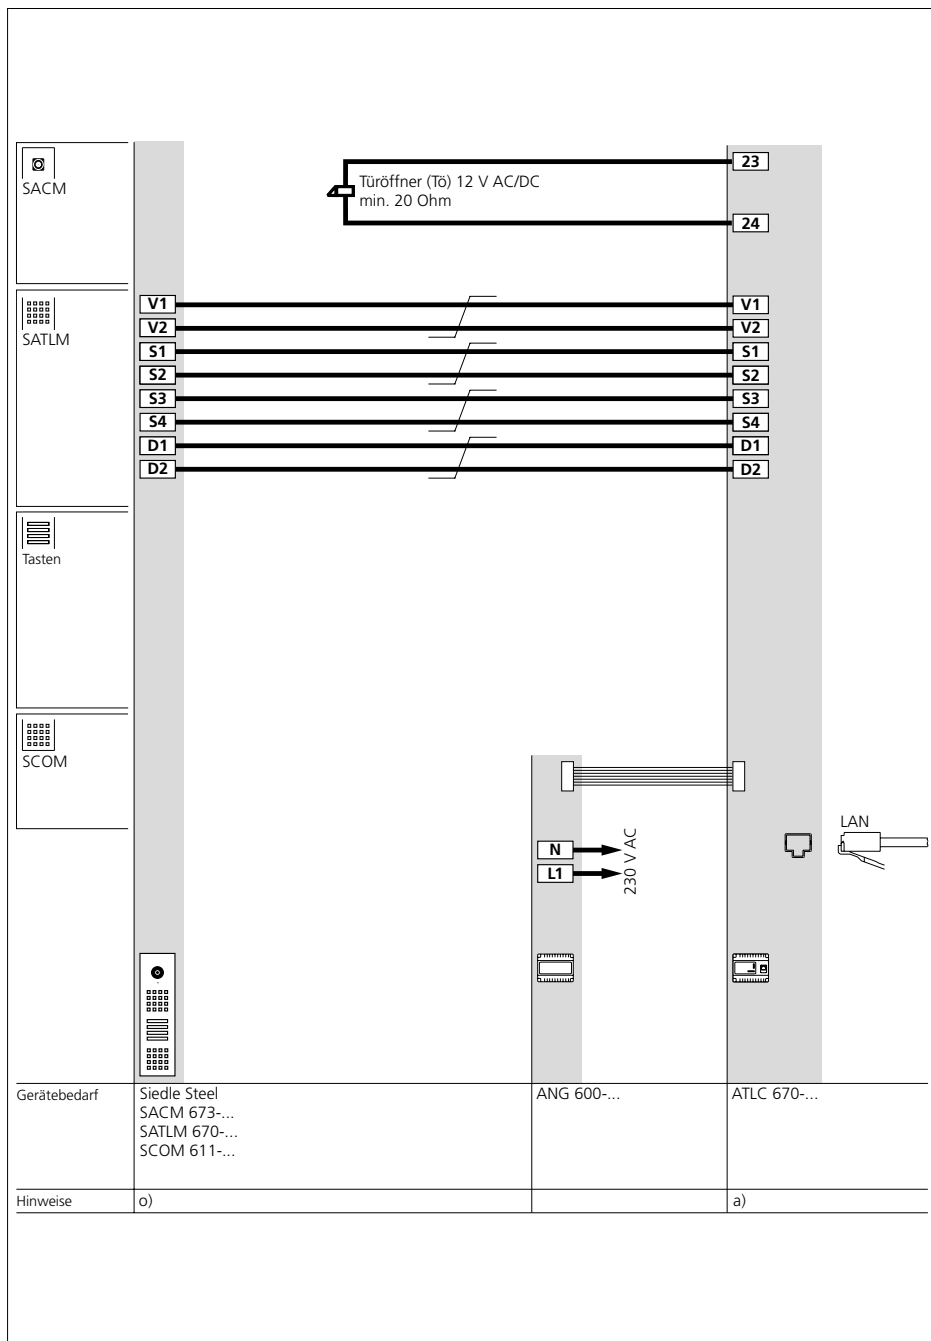 SACM
Türöffner (Tö) 12 V AC/DC
min. 20 Ohm
23
24
SATLM
V1
V1
V2
V2
S1
S1
S2
S2
S3
S3
S4
S4
D1
D1
D2
D2
Tasten
SCOM
LAN
N
L1
230 V AC
Gerätebedarf
Siedle Steel
SACM 673-...
SATLM 670-...
SCOM 611-...
ANG 600-...
ATLC 670-...
Hinweise
o)
a)